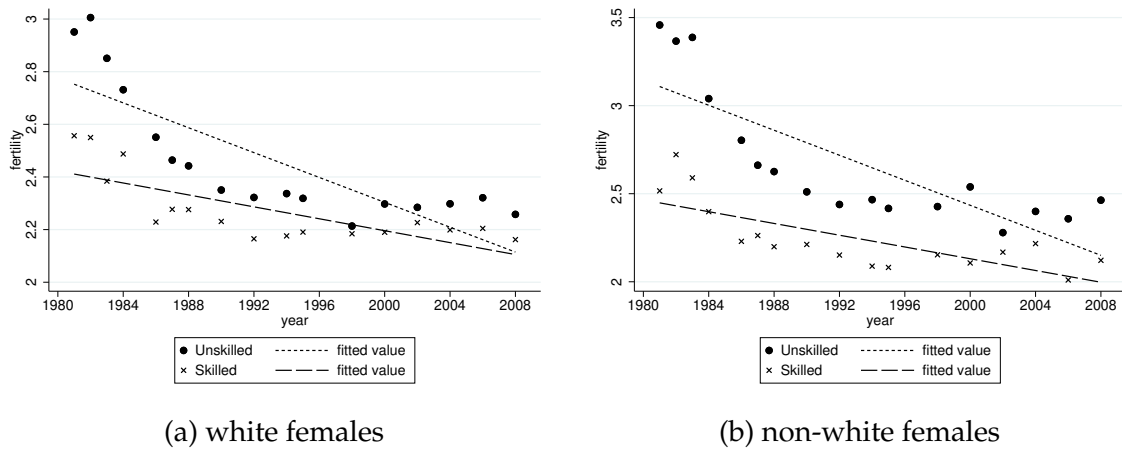 3
2.8
2.6
2.4
2.2
2
fertility
1980 1984 1988 1992 1996 2000 2004 2008
year
Unskilled fitted value
Skilled fitted value
(a) white females
3.5
3
2.5
2
fertility
1980 1984 1988 1992 1996 2000 2004 2008
year
Unskilled fitted value
Skilled fitted value
(b) non-white females